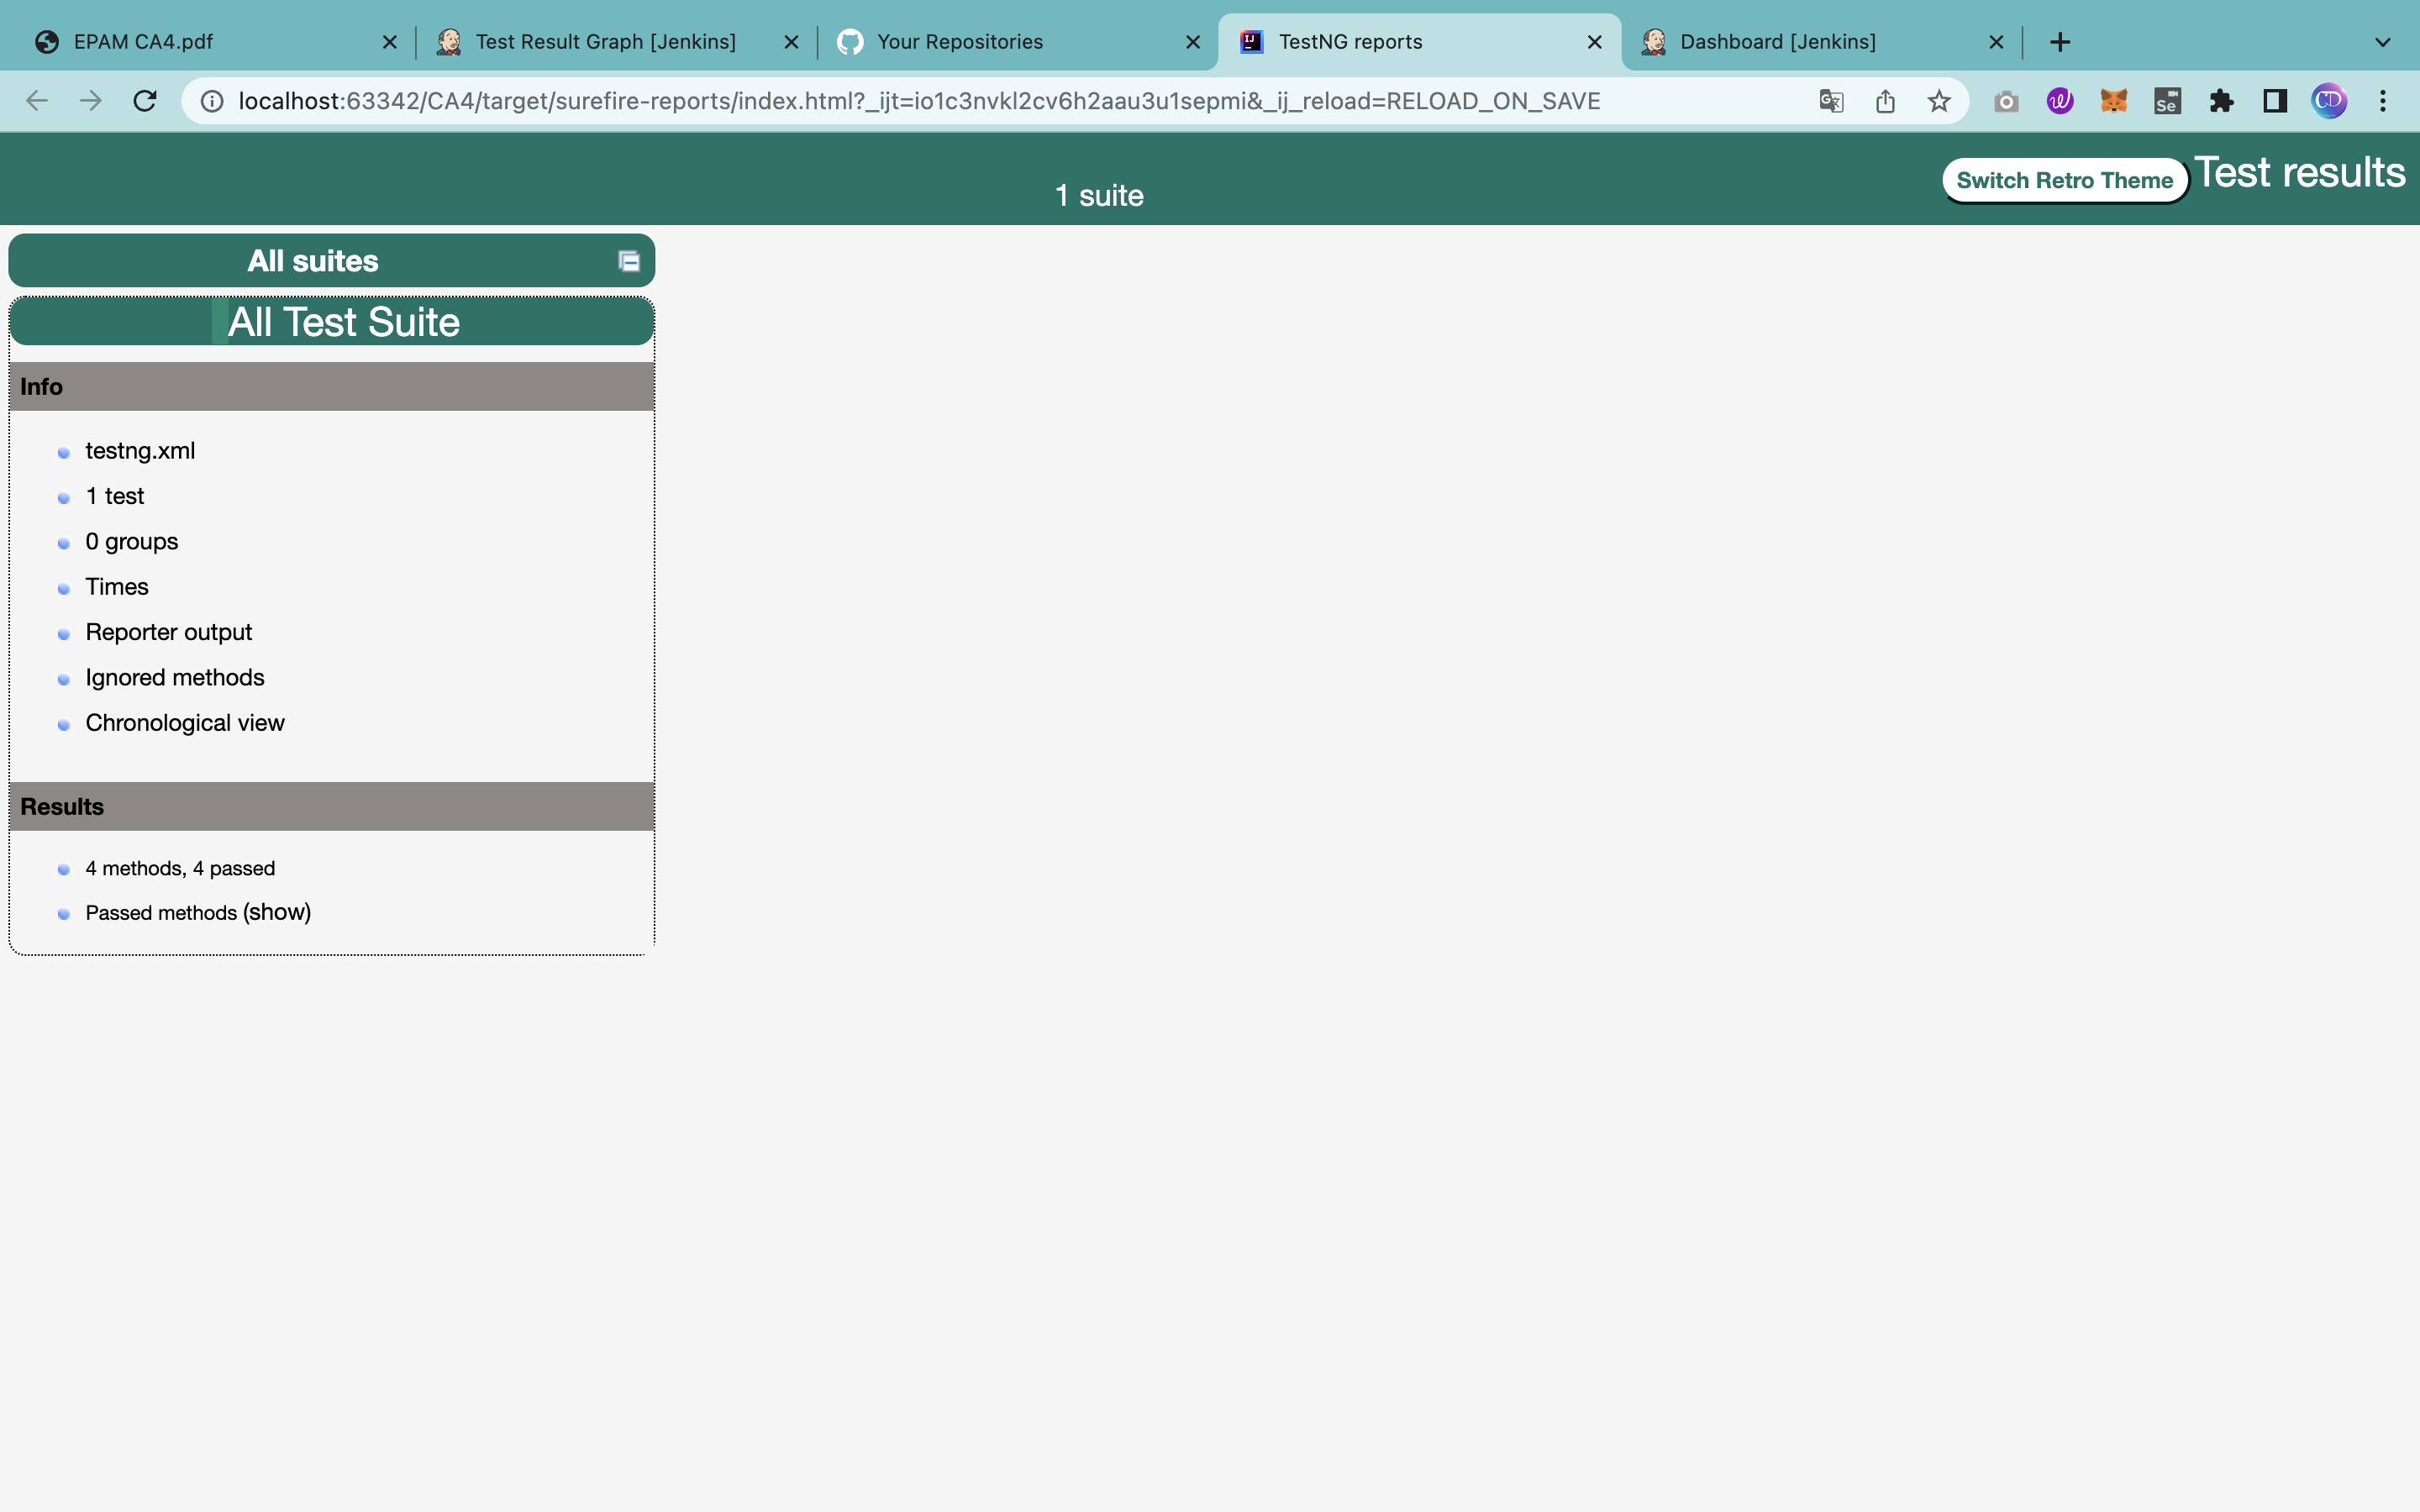 EPAM CA4.pdf
Test Result Graph [Jenkins]
Your Repositories
TestNG reports
Dashboard [Jenkins]
localhost:63342/CA4/target/surefire-reports/index.html?_ijt=io1c3nvkl2cv6h2aau3u1sepmi&_ij_reload=RELOAD_ON_SAVE
Se
CD
Switch Retro Theme
Test results
1 suite
All suites
All Test Suite
Info
testng.xml
1 test
0 groups
Times
Reporter output
Ignored methods
Chronological view
Results
4 methods, 4 passed
Passed methods (show)